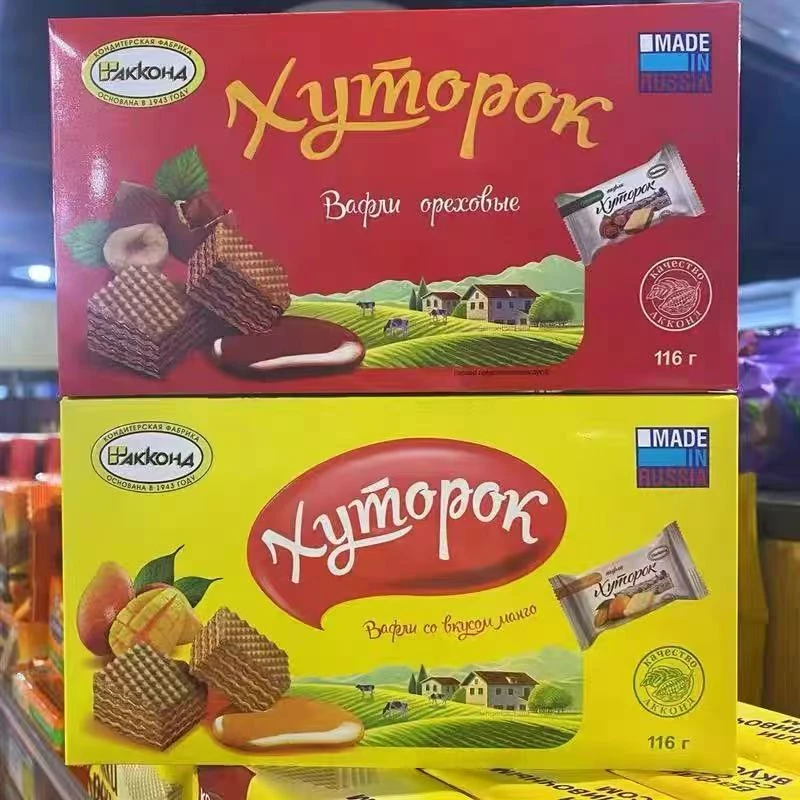 КОНДИТЕРСКАЯ ФАБРИКА
АККОНД
ОСНОВАНА В 1943 ГОДУ
MADE
IN
RUSSIA
Хуторок
Вафли ореховые
вафли
Хуторок
качество
АККОНД
116 г
КОНДИТЕРСКАЯ ФАБРИКА
АККОНД
ОСНОВАНА В 1943 ГОДУ
MADE
IN
RUSSIA
Хуторок
Вафли со вкусом манго
вафли
Хуторок
качество
АККОНД
116 г